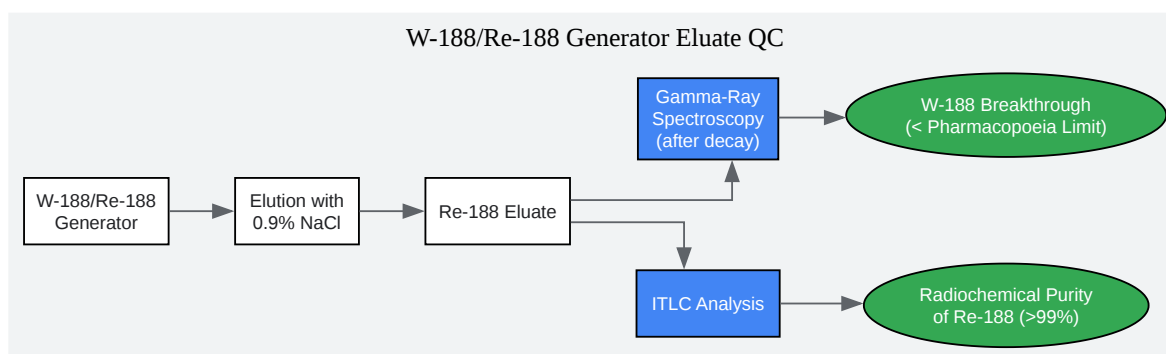 W-188/Re-188 Generator Eluate QC
W-188/Re-188
Generator
Elution with
0.9% NaCl
Re-188 Eluate
Gamma-Ray
Spectroscopy
(after decay)
W-188 Breakthrough
(< Pharmacopoeia Limit)
ITLC Analysis
Radiochemical Purity
of Re-188 (>99%)